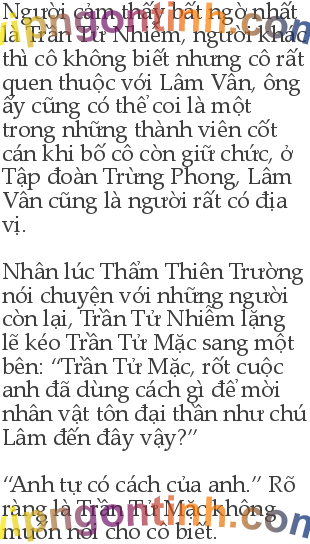 Người cảm thấy bất ngờ nhất
là Trần Tử Nhiễm, người khác
thì cô không biết nhưng cô rất
quen thuộc với Lâm Vân, ông
ấy cũng có thể coi là một
trong những thành viên cốt
cán khi bố cô còn giữ chức, ở
Tập đoàn Trừng Phong, Lâm
Vân cũng là người rất có địa
vị.
Nhân lúc Thẩm Thiên Trường
nói chuyện với những người
còn lại, Trần Tử Nhiễm lặng
lẽ kéo Trần Tử Mặc sang một
bên: “Trần Tử Mặc, rốt cuộc
anh đã dùng cách gì để mời
nhân vật tôn đại thần như chú
Lâm đến đây vậy?”
“Anh tự có cách của anh.” Rõ
ràng là Trần Tử Mặc không
muốn nói cho cô biết.